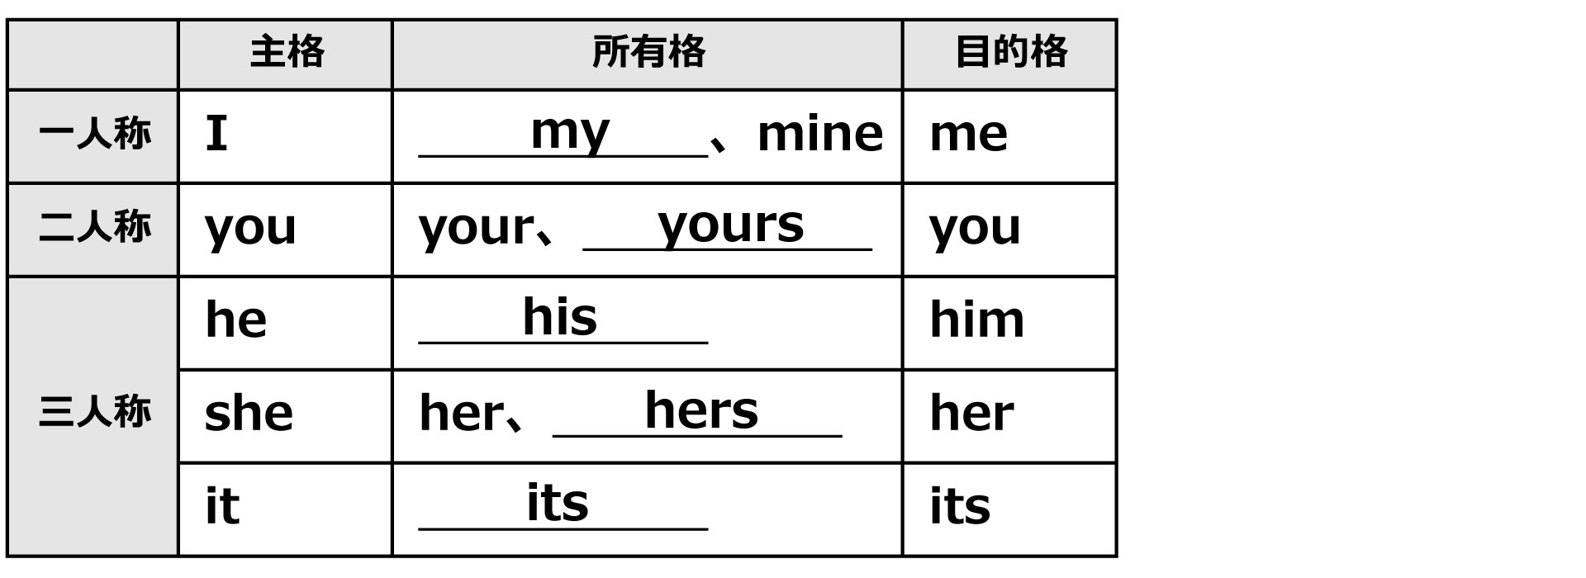 主格 所有格 目的格
一人称 I my、mine me
二人称 you your、yours you
he his him
三人称 she her、hers her
it its its